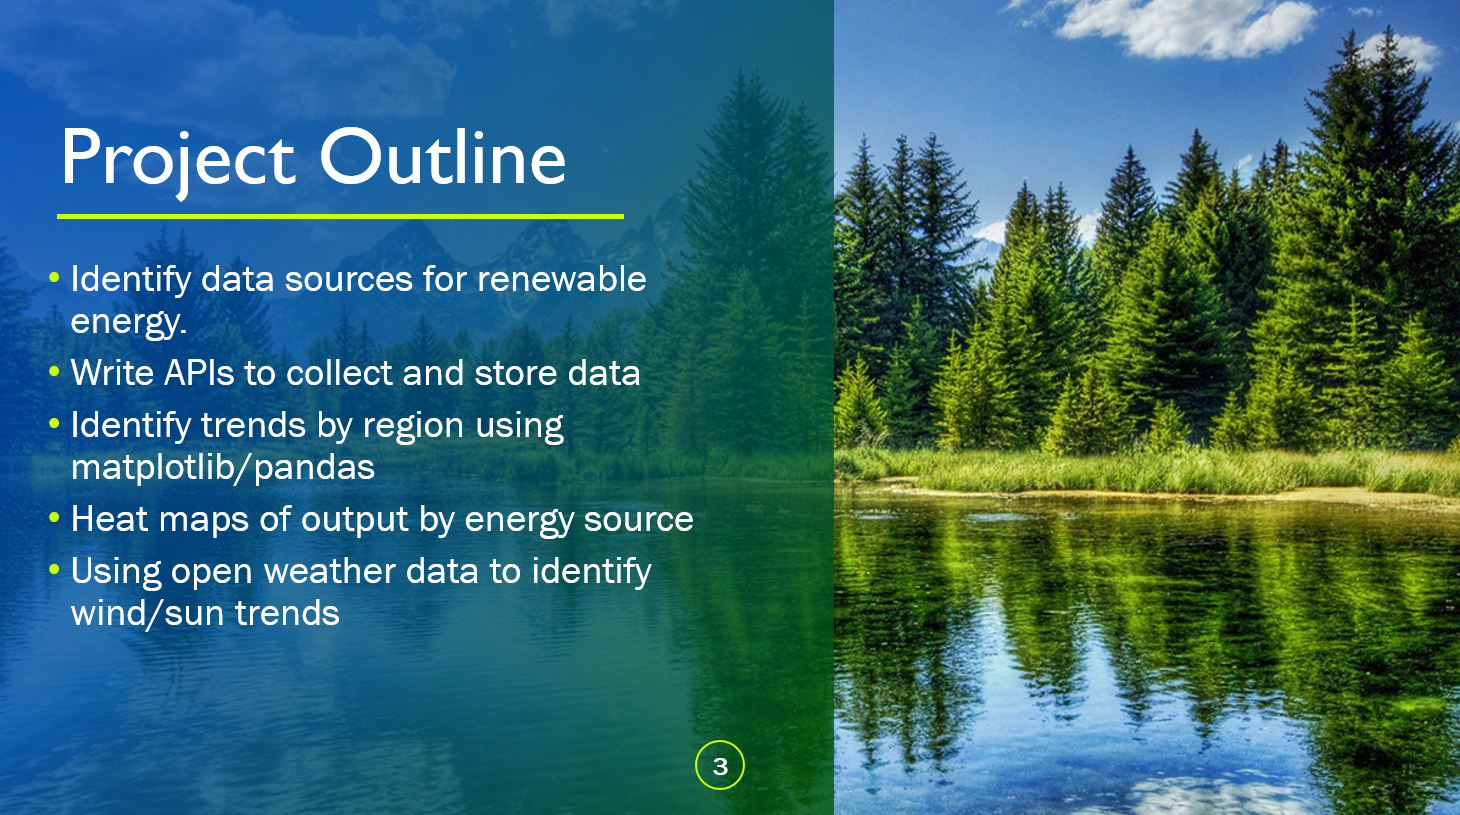 Project Outline
• Identify data sources for renewable
energy.
• Write APIs to collect and store data
• Identify trends by region using
matplotlib/pandas
• Heat maps of output by energy source
• Using open weather data to identify
wind/sun trends
3